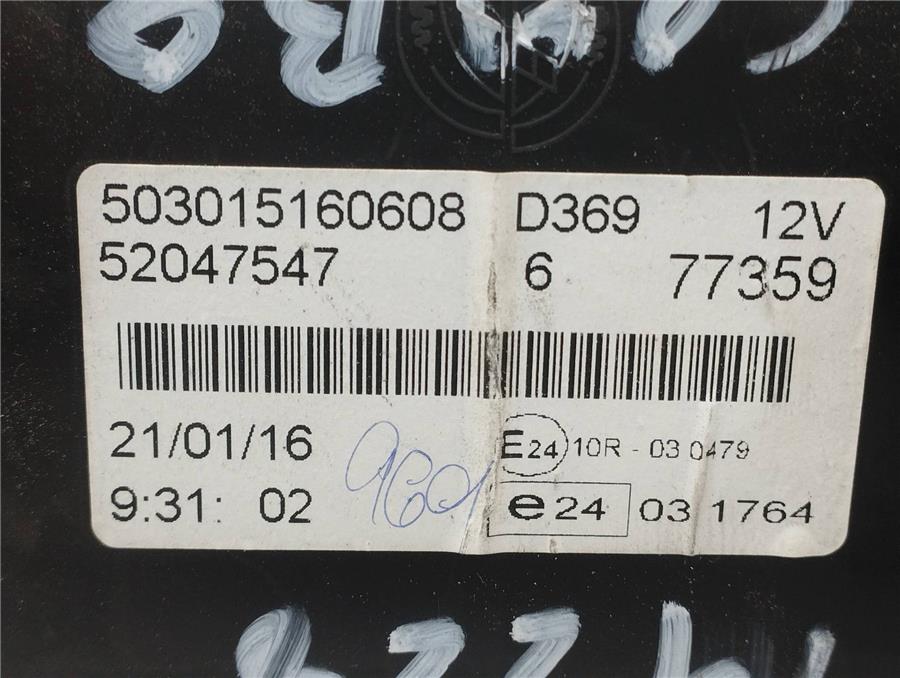 503015160608 D369 12V
52047547 6 77359
21/01/16
9:31: 02
960
E24 10R - 03 0479
e24 03 1764